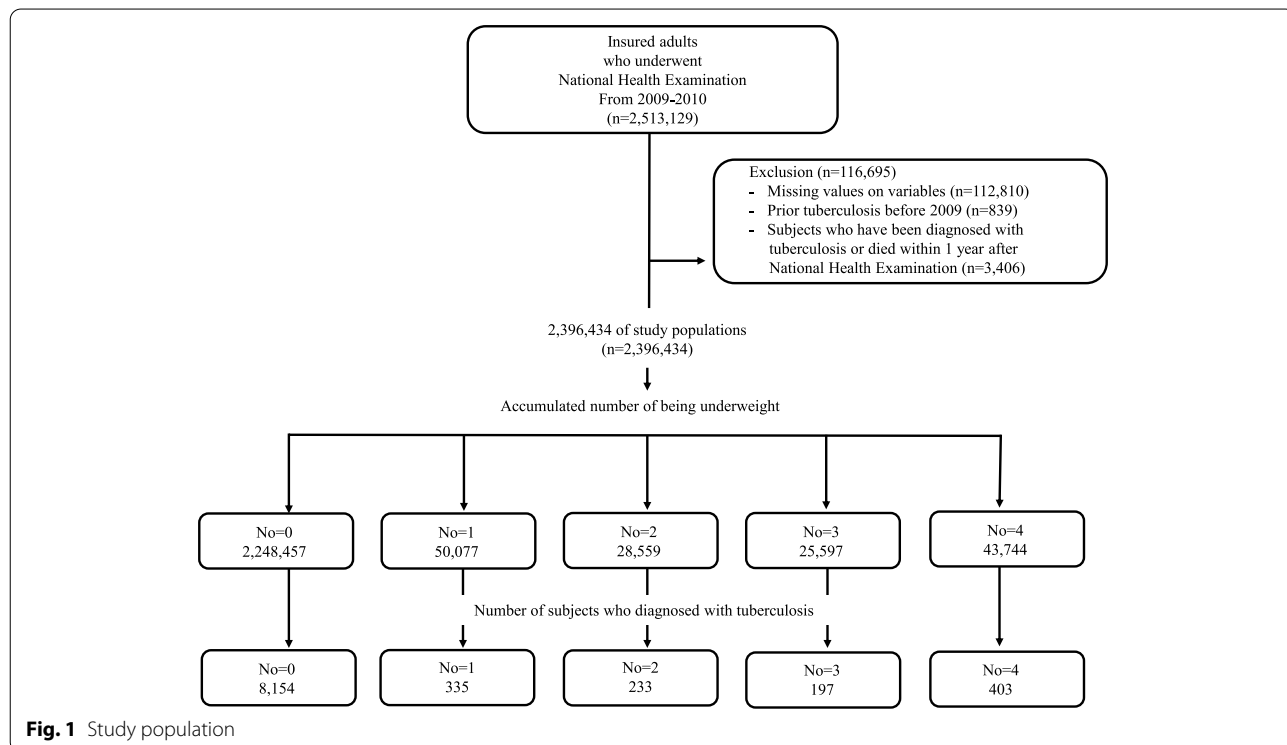 Insured adults
who underwent
National Health Examination
From 2009-2010
(n=2,513,129)
Exclusion (n=116,695)
- Missing values on variables (n=112,810)
- Prior tuberculosis before 2009 (n=839)
- Subjects who have been diagnosed with
tuberculosis or died within 1 year after
National Health Examination (n=3,406)
2,396,434 of study populations
(n=2,396,434)
Accumulated number of being underweight
No=0
2,248,457
No=1
50,077
No=2
28,559
No=3
25,597
No=4
43,744
Number of subjects who diagnosed with tuberculosis
No=0
8,154
No=1
335
No=2
233
No=3
197
No=4
403
Fig. 1 Study population